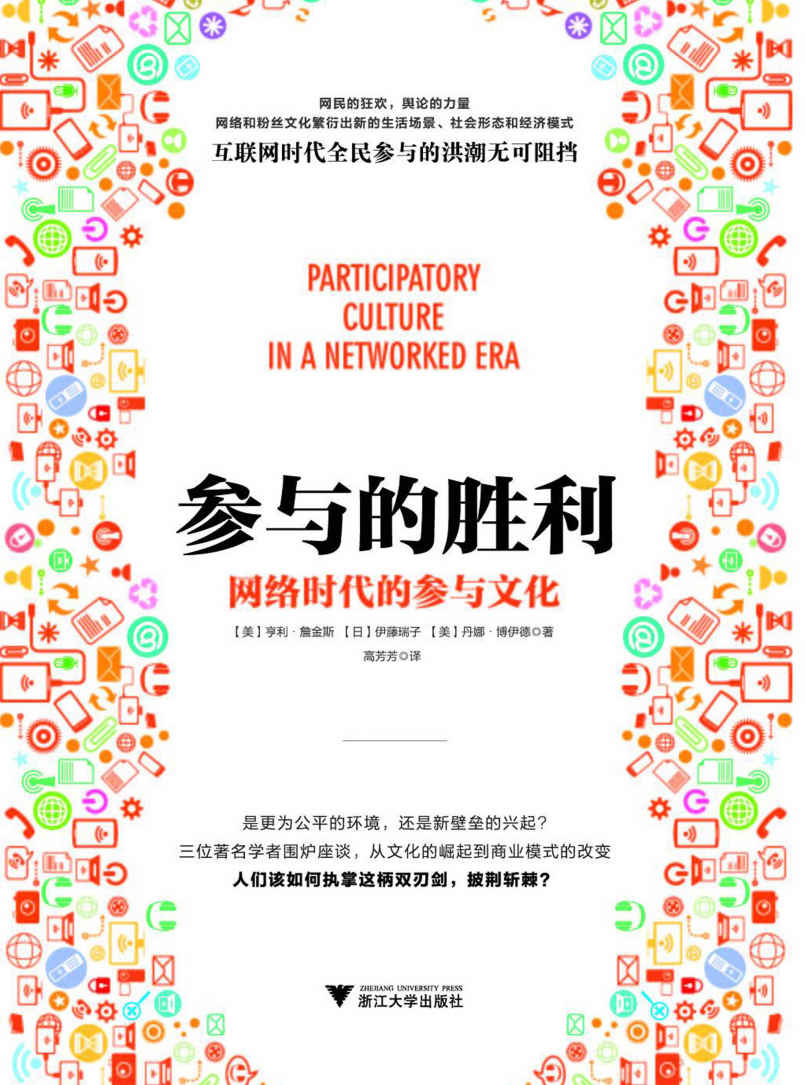 网民的狂欢，舆论的力量
网络和粉丝文化繁衍出新的生活场景、社会形态和经济模式
互联网时代全民参与的洪潮无可阻挡
PARTICIPATORY
CULTURE
IN A NETWORKED ERA
参与的胜利
网络时代的参与文化
【美】亨利·詹金斯 【日】伊藤瑞子 【美】丹娜·博伊德◎著
高芳芳◎译
是更为公平的环境，还是新壁垒的兴起？
三位著名学者围炉座谈，从文化的崛起到商业模式的改变
人们该如何执掌这柄双刃剑，披荆斩棘？
ZHEJIANG UNIVERSITY PRESS
浙江大学出版社